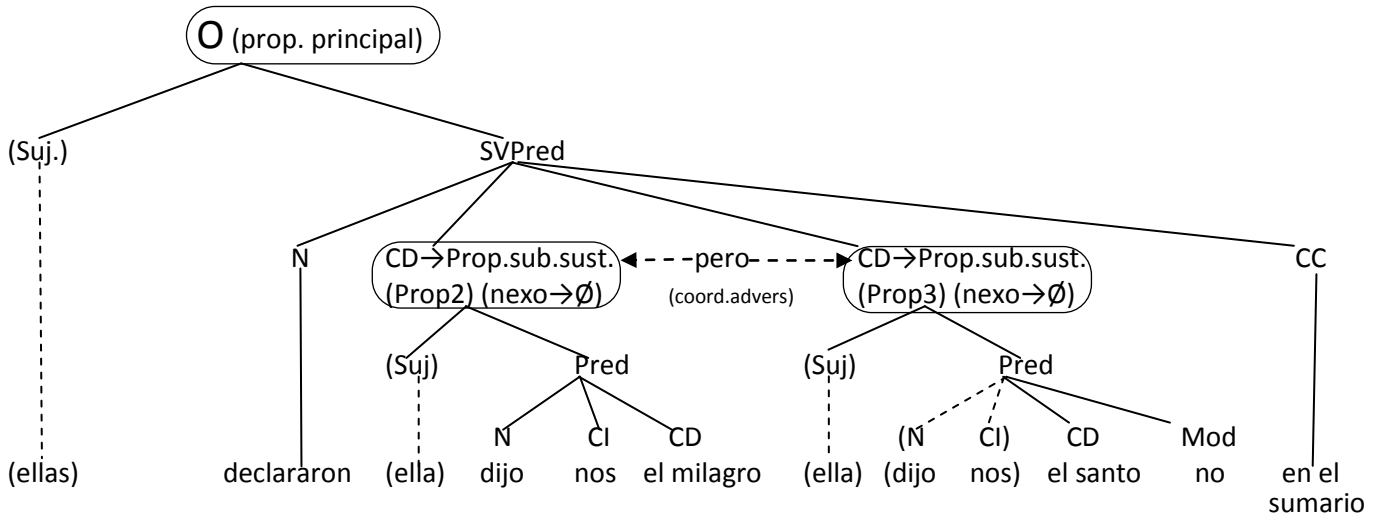 O (prop. principal)
(Suj.) SVPred
N CD→Prop.sub.sust. pero CD→Prop.sub.sust. CC
(Prop2) (nexo→Ø) (coord.advers) (Prop3) (nexo→Ø)
(Suj) Pred (Suj) Pred
N CI CD (N CI) CD Mod
(ellas) declararon (ella) dijo nos el milagro (ella) (dijo nos) el santo no en el
sumario